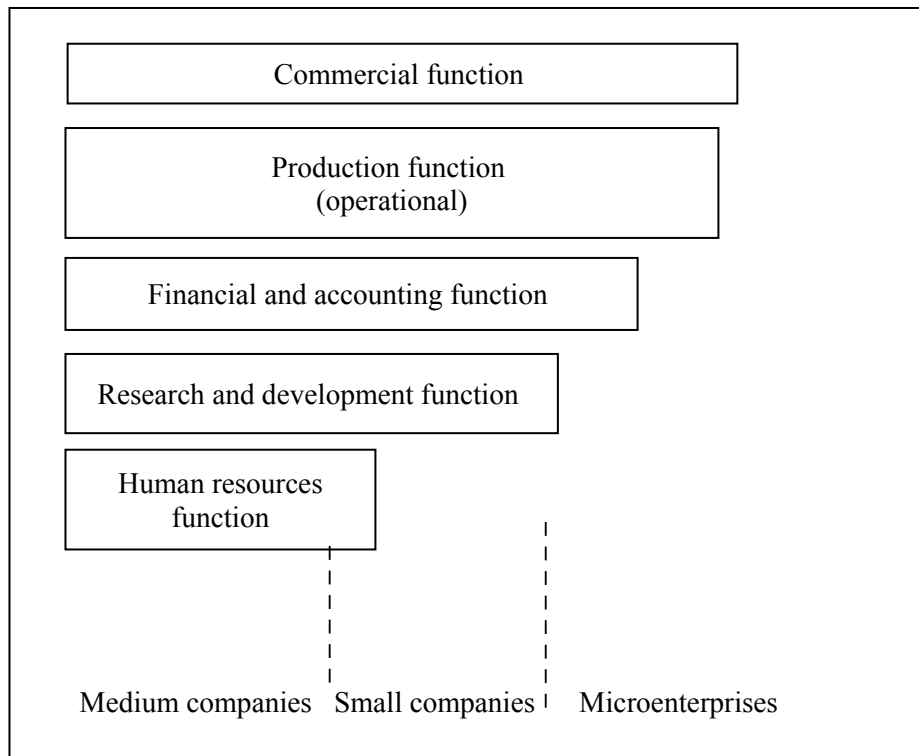 Commercial function
Production function
(operational)
Financial and accounting function
Research and development function
Human resources
function
Medium companies Small companies Microenterprises